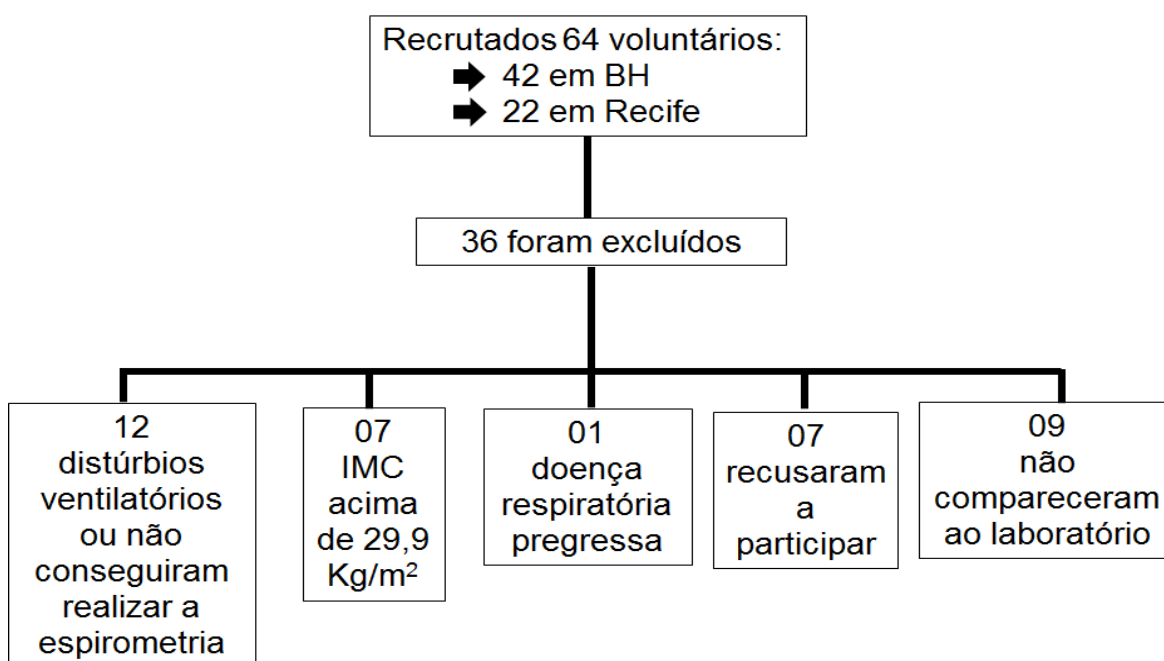 Recrutados 64 voluntários:
42 em BH
22 em Recife
36 foram excluídos
12
distúrbios
ventilatórios
ou não
conseguiram
realizar a
espirometria
07
IMC
acima
de 29,9
Kg/m²
01
doença
respiratória
pregressa
07
recusaram
a
participar
09
não
compareceram
ao laboratório